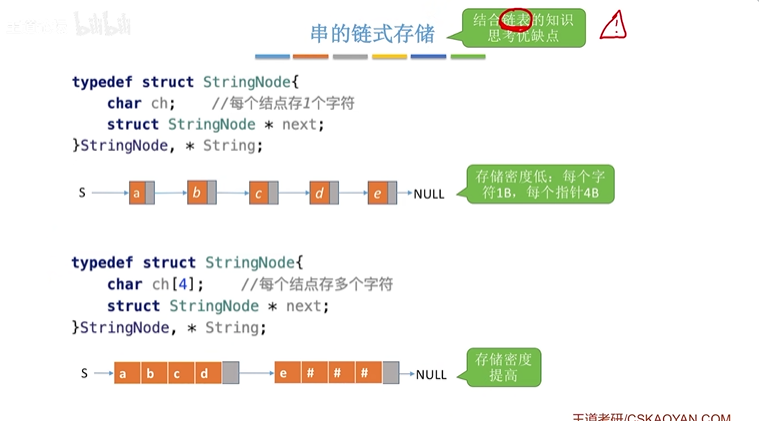 bilibili
串的链式存储
结合链表的知识
思考优缺点
typedef struct StringNode{
char ch; //每个结点存1个字符
struct StringNode * next;
}StringNode, * String;
S a b c d e NULL
存储密度低：每个字
符1B，每个指针4B
typedef struct StringNode{
char ch[4]; //每个结点存多个字符
struct StringNode * next;
}StringNode, * String;
S a b c d e # # # NULL
存储密度
提高
王道考研/CSKAOYAN.COM